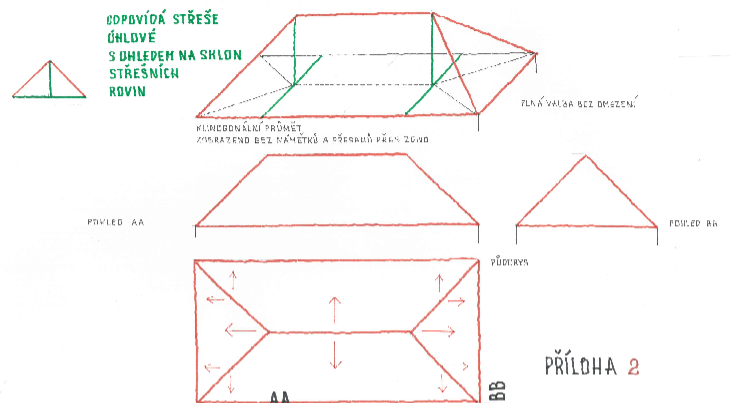 ODPOVÍDÁ STŘEŠE
ÚHLOVÉ
S OHLEDEM NA SKLON
STŘEŠNÍCH
ROVIN
PLNÁ VALBA BEZ OMEZENÍ
KLINOGONÁLNÍ PRŮMĚT
ZOBRAZENO BEZ NÁMĚTKŮ A PŘESAHŮ PŘES ZDIVO
POHLED AA
POHLED BB
PŮDORYS
PŘÍLOHA 2
AA
BB